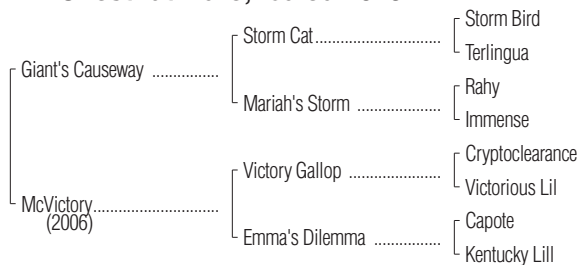 Storm Bird
Storm Cat
Terlingua
Giant's Causeway
Rahy
Mariah's Storm
Immense
Cryptoclearance
Victory Gallop
Victorious Lil
McVictory
(2006)
Capote
Emma's Dilemma
Kentucky Lill